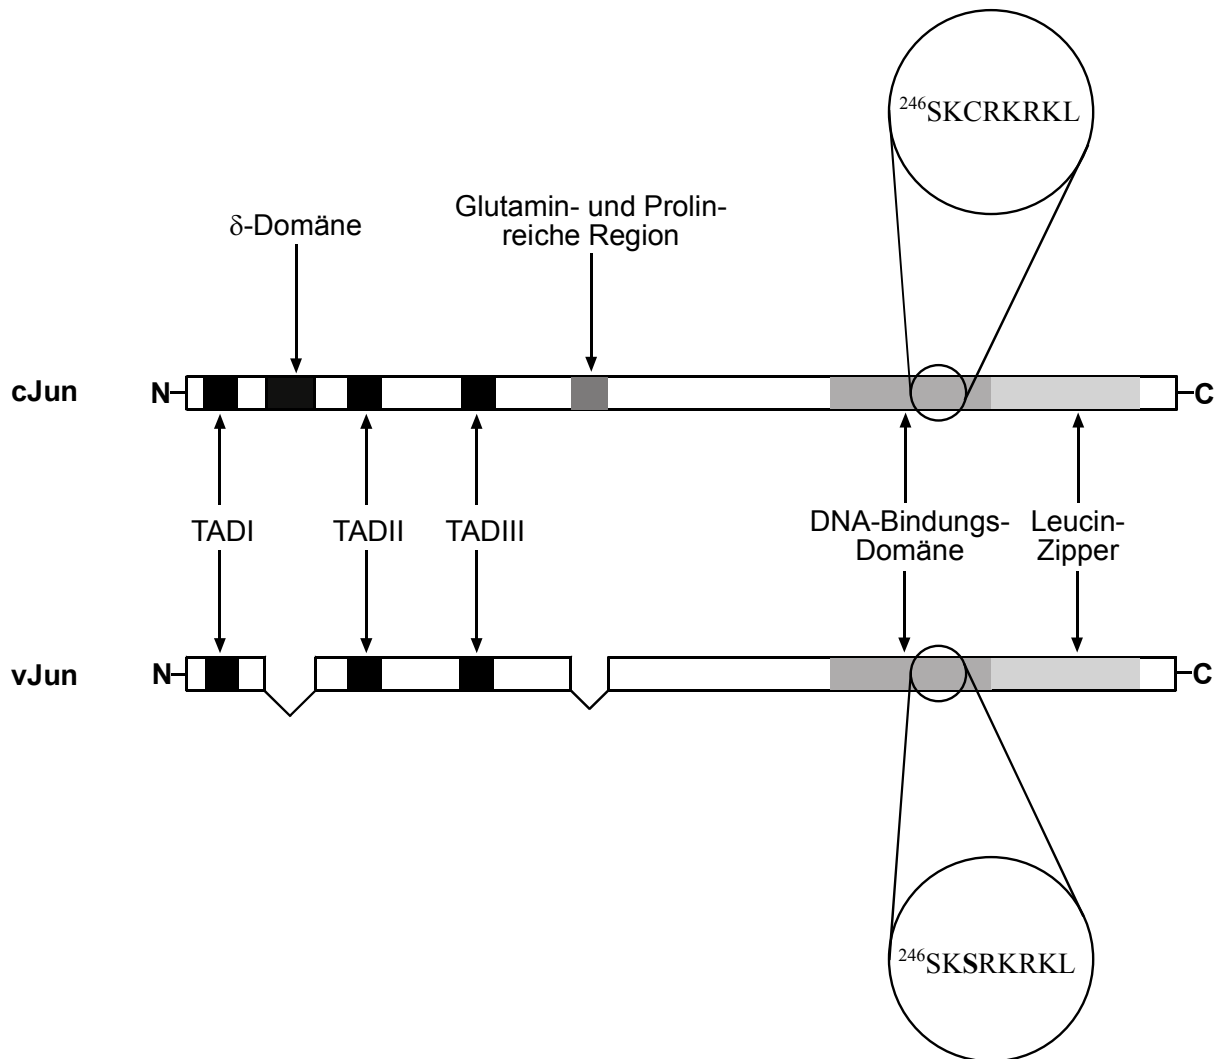 ²⁴⁶SKCRKRKL
δ-Domäne
Glutamin- und Prolin-
reiche Region
cJun
N
C
TADI
TADII
TADIII
DNA-Bindungs-
Domäne
Leucin-
Zipper
vJun
N
C
²⁴⁶SKSRKRKL